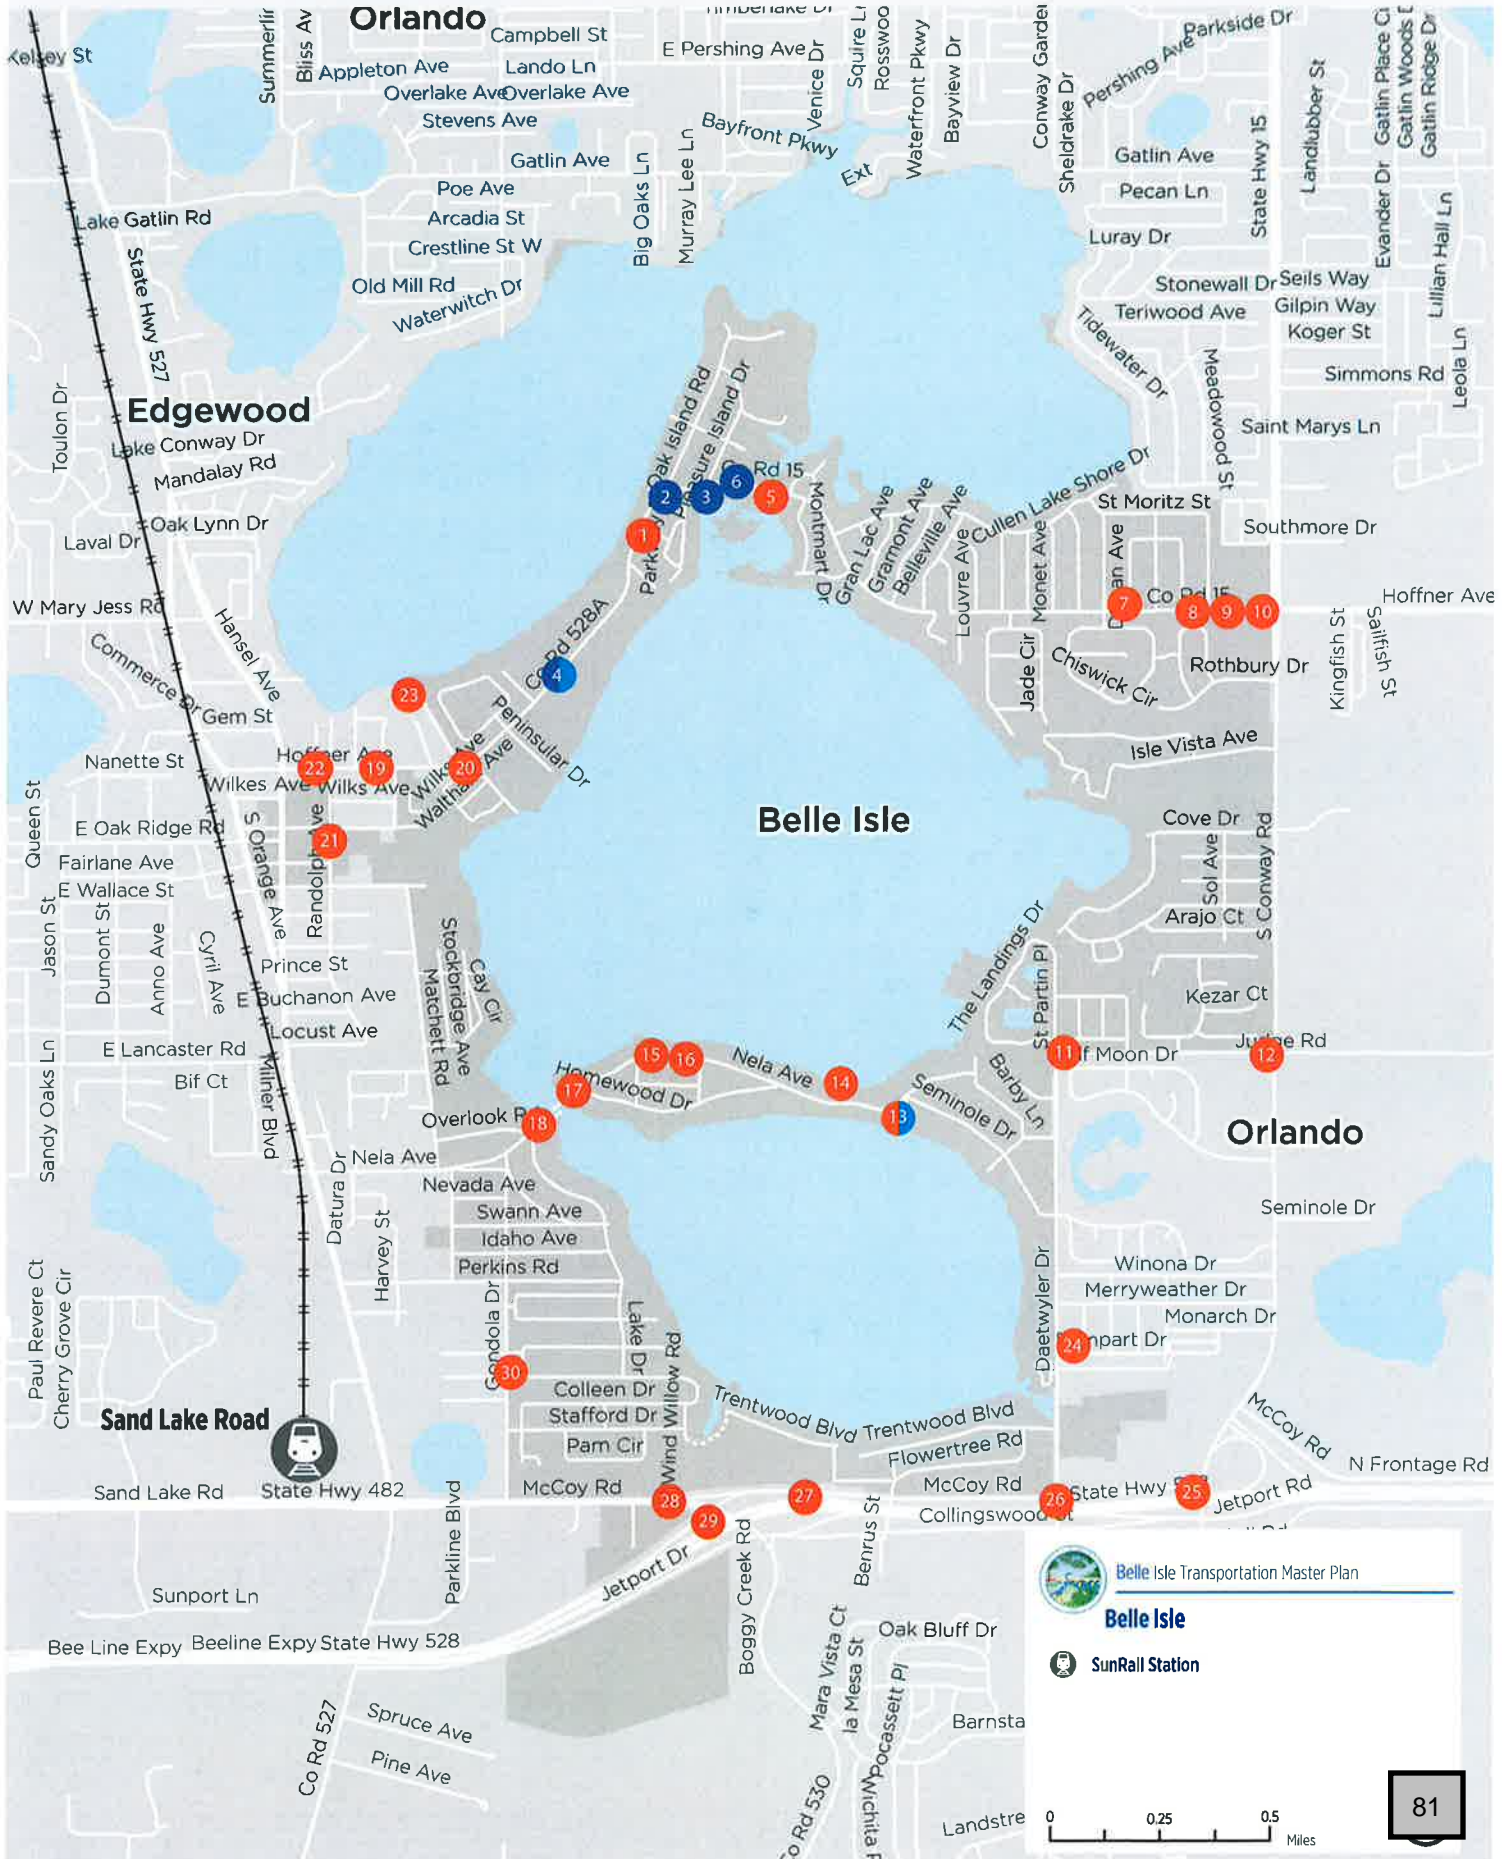 Orlando
Campbell St
E Pershing Ave
Parkside Dr
Pershing Ave
Kelsey St
Bliss Av
Appleton Ave
Lando Ln
Overlake Ave
Overlake Ave
Stevens Ave
Venice Dr
Waterfront Pkwy
Bayview Dr
Sheldrake Dr
Bayfront Pkwy
Ext
Gatlin Ave
Gatlin Ave
State Hwy 15
Landlubber St
Gatlin Woods D
Gatlin Ridge Dr
Gatlin Place Ci
Evander Dr
Lillian Hall Ln
Leola Ln
Poe Ave
Pecan Ln
Big Oaks Ln
Murray Lee Ln
Lake Gatlin Rd
Arcadia St
Crestline St W
Luray Dr
State Hwy 527
Old Mill Rd
Waterwitch Dr
Stonewall Dr
Seils Way
Teriwood Ave
Gilpin Way
Koger St
Tidewater Dr
Meadowood St
Simmons Rd
Toulon Dr
Edgewood
Oak Island Rd
Saint Marys Ln
Lake Conway Dr
Mandalay Rd
Rd 15
2
3
6
5
Montmart Dr
Gran Lac Ave
Gramont Ave
Belleville Ave
Cullen Lake Shore Dr
St Moritz St
Oak Lynn Dr
Laval Dr
1
Southmore Dr
Louvre Ave
Monet Ave
W Mary Jess Rd
Hansel Ave
7
8
9
10
Hoffner Ave
Kingfish St
Sailfish St
Commerce Dr
4
Jade Cir
Chiswick Cir
Rothbury Dr
23
Gem St
Peninsular Dr
Isle Vista Ave
Nanette St
22
19
20
Wilkes Ave
Wilks Ave
Belle Isle
Queen St
E Oak Ridge Rd
S Orange Ave
21
Cove Dr
Sol Ave
S Conway Rd
Fairlane Ave
E Wallace St
Jason St
Dumont St
Anno Ave
Cyril Ave
Stockbridge Ave
Matchett Rd
Cay Cir
The Landings Dr
St Partin Pl
Arajo Ct
Prince St
E Buchanon Ave
Kezar Ct
Locust Ave
E Lancaster Rd
Bif Ct
Sandy Oaks Ln
Milner Blvd
15
16
Nela Ave
14
11
12
Homewood Dr
17
13
Seminole Dr
Barby Ln
18
Orlando
Nela Ave
Datura Dr
Harvey St
Nevada Ave
Swann Ave
Idaho Ave
Perkins Rd
Seminole Dr
Winona Dr
Merryweather Dr
Monarch Dr
Paul Revere Ct
Cherry Grove Cir
Lake Dr
Wind Willow Rd
Daetwyler Dr
24
30
Colleen Dr
Stafford Dr
Pam Cir
Sand Lake Road
Trentwood Blvd
Trentwood Blvd
Flowertree Rd
McCoy Rd
N Frontage Rd
Sand Lake Rd
State Hwy 482
McCoy Rd
McCoy Rd
28
27
29
26
25
Jetport Rd
Parkline Blvd
Jetport Dr
Boggy Creek Rd
Benrus St
Sunport Ln
Bee Line Expy
Beeline Expy
State Hwy 528
Mara Vista Ct
la Mesa St
Pocassett Pl
Oak Bluff Dr
Barnsta
Co Rd 527
Spruce Ave
Pine Ave
Landstre
Belle Isle Transportation Master Plan
Belle Isle
SunRail Station
0
0.25
0.5
Miles
81